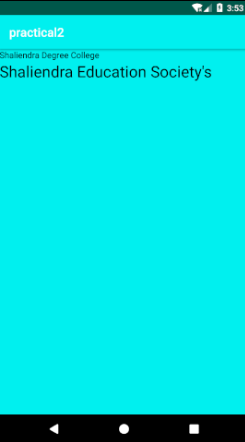 3:53
practical2
Shaliendra Degree College
Shaliendra Education Society's